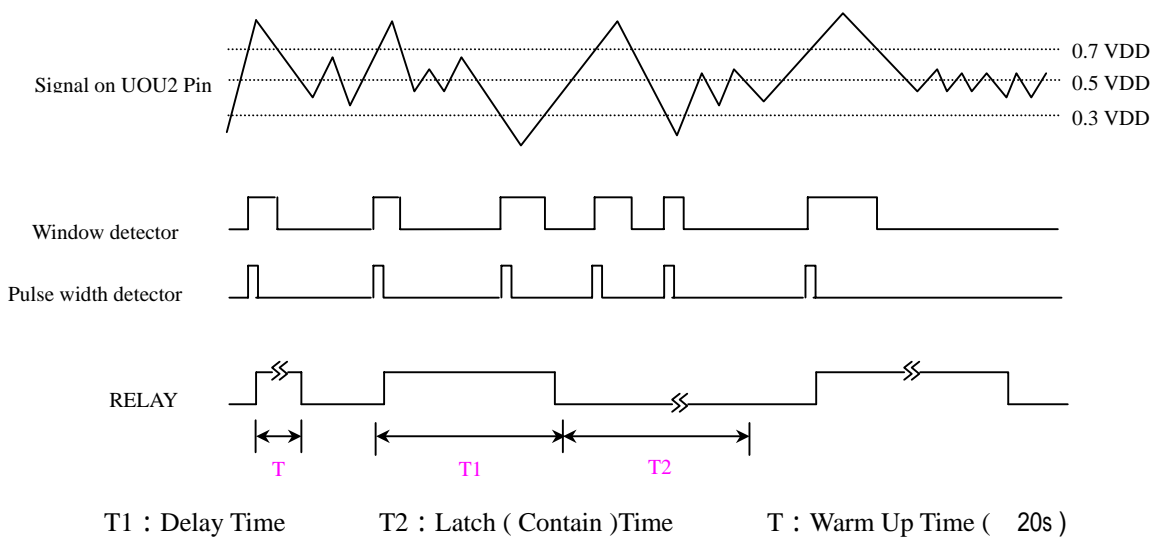 0.7 VDD
Signal on UOU2 Pin
0.5 VDD
0.3 VDD
Window detector
Pulse width detector
RELAY
T
T1
T2
T1：Delay Time
T2：Latch ( Contain )Time
T：Warm Up Time ( 20s )